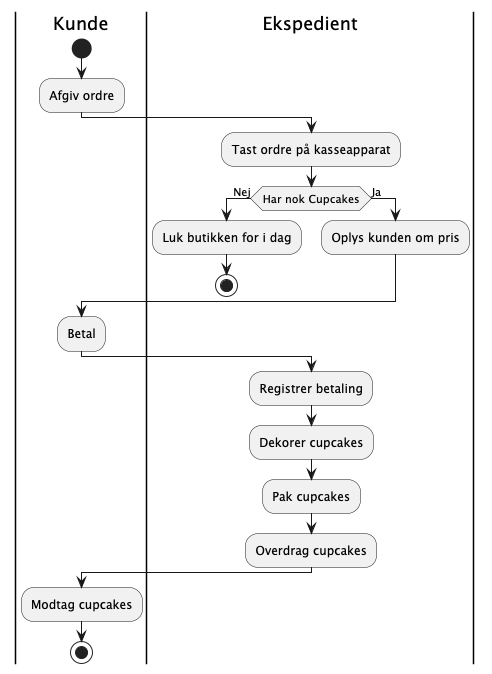 Kunde
Ekspedient
Afgiv ordre
Tast ordre på kasseapparat
Nej
Har nok Cupcakes
Ja
Luk butikken for i dag
Oplys kunden om pris
Betal
Registrer betaling
Dekorer cupcakes
Pak cupcakes
Overdrag cupcakes
Modtag cupcakes